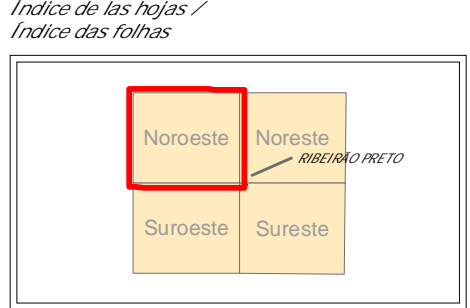 Índice de las hojas /
Índice das folhas
Noroeste
Noreste
RIBEIRÃO PRETO
Suroeste
Sureste